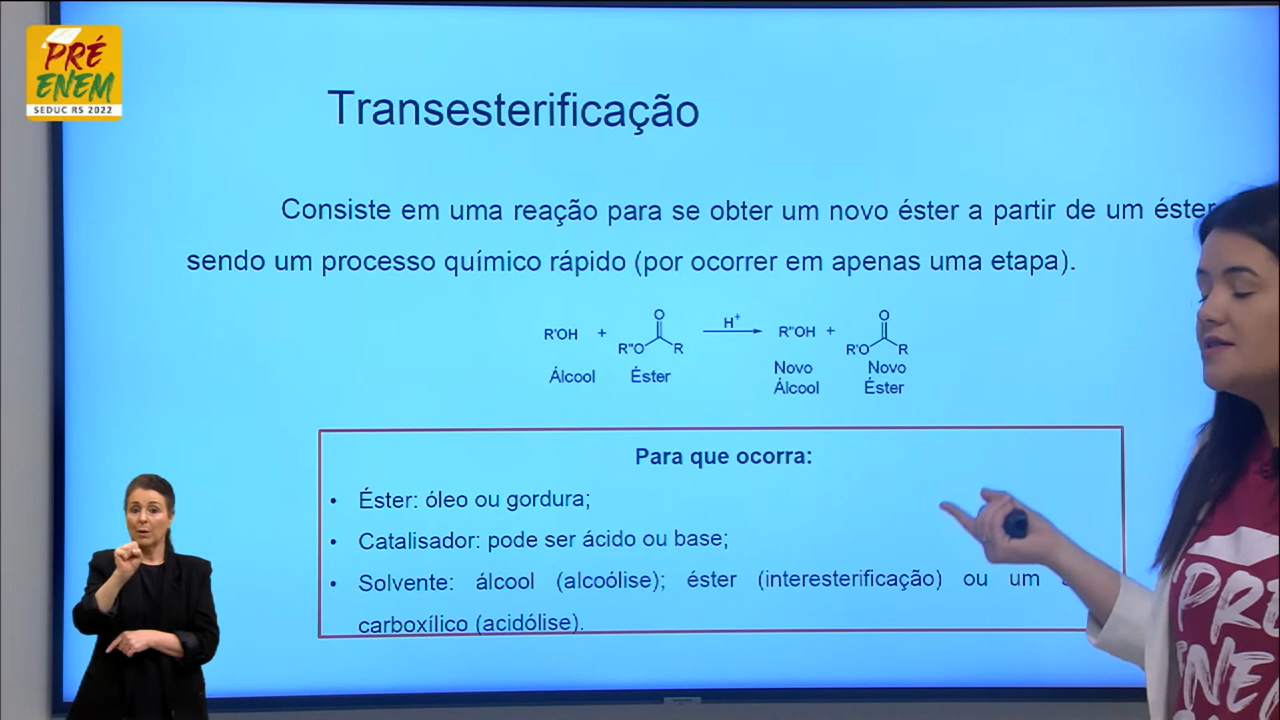 PRÉ
ENEM
SEDUC RS 2022
Transesterificação
Consiste em uma reação para se obter um novo éster a partir de um éster
sendo um processo químico rápido (por ocorrer em apenas uma etapa).
R'OH + R"O O R H⁺ R"OH + R'O O R
Álcool Éster Novo Álcool Novo Éster
Para que ocorra:
• Éster: óleo ou gordura;
• Catalisador: pode ser ácido ou base;
• Solvente: álcool (alcoólise); éster (interesterificação) ou um
carboxílico (acidólise).
PRÉ